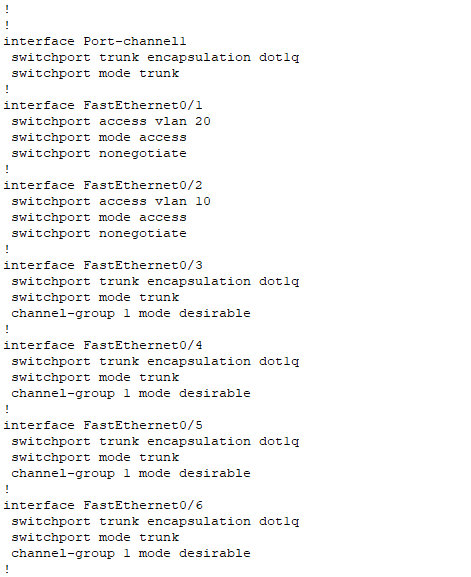 !
!
interface Port-channel1
 switchport trunk encapsulation dot1q
 switchport mode trunk
!
interface FastEthernet0/1
 switchport access vlan 20
 switchport mode access
 switchport nonegotiate
!
interface FastEthernet0/2
 switchport access vlan 10
 switchport mode access
 switchport nonegotiate
!
interface FastEthernet0/3
 switchport trunk encapsulation dot1q
 switchport mode trunk
 channel-group 1 mode desirable
!
interface FastEthernet0/4
 switchport trunk encapsulation dot1q
 switchport mode trunk
 channel-group 1 mode desirable
!
interface FastEthernet0/5
 switchport trunk encapsulation dot1q
 switchport mode trunk
 channel-group 1 mode desirable
!
interface FastEthernet0/6
 switchport trunk encapsulation dot1q
 switchport mode trunk
 channel-group 1 mode desirable
!